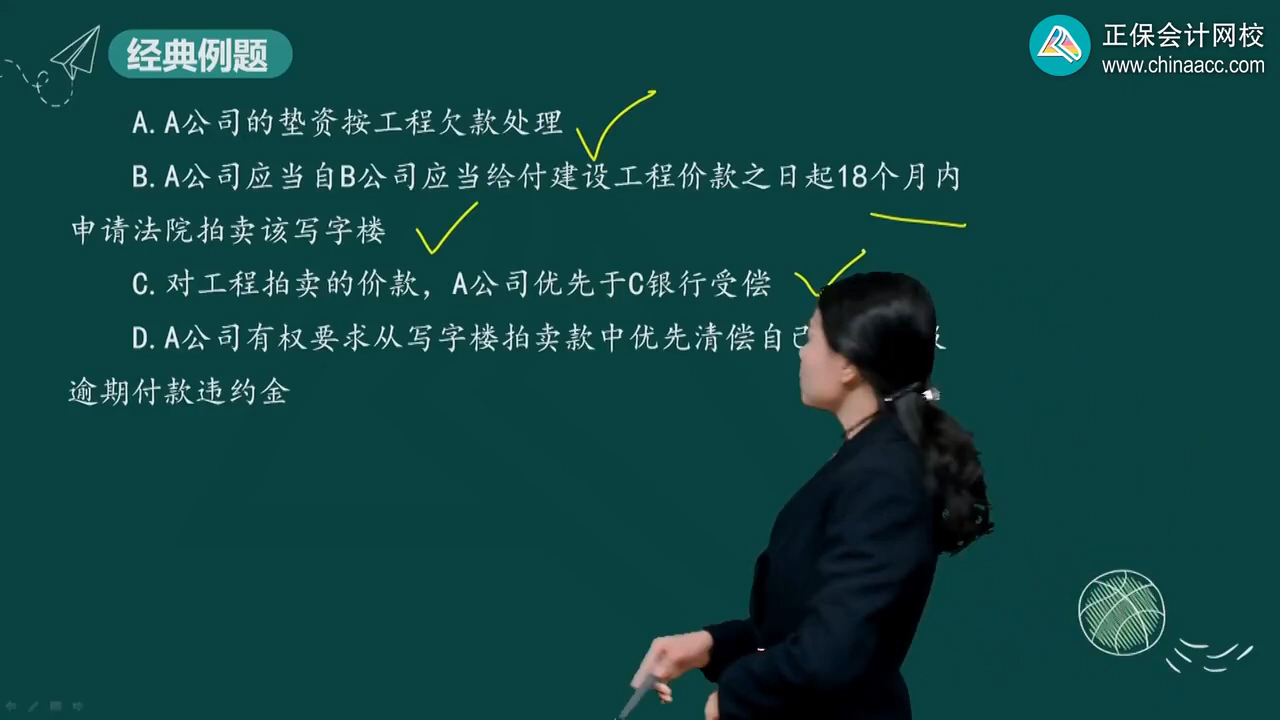 经典例题
正保会计网校
www.chinaacc.com
A.A公司的垫资按工程欠款处理
B.A公司应当自B公司应当给付建设工程价款之日起18个月内
申请法院拍卖该写字楼
C.对工程拍卖的价款，A公司优先于C银行受偿
D.A公司有权要求从写字楼拍卖款中优先清偿自己
逾期付款违约金